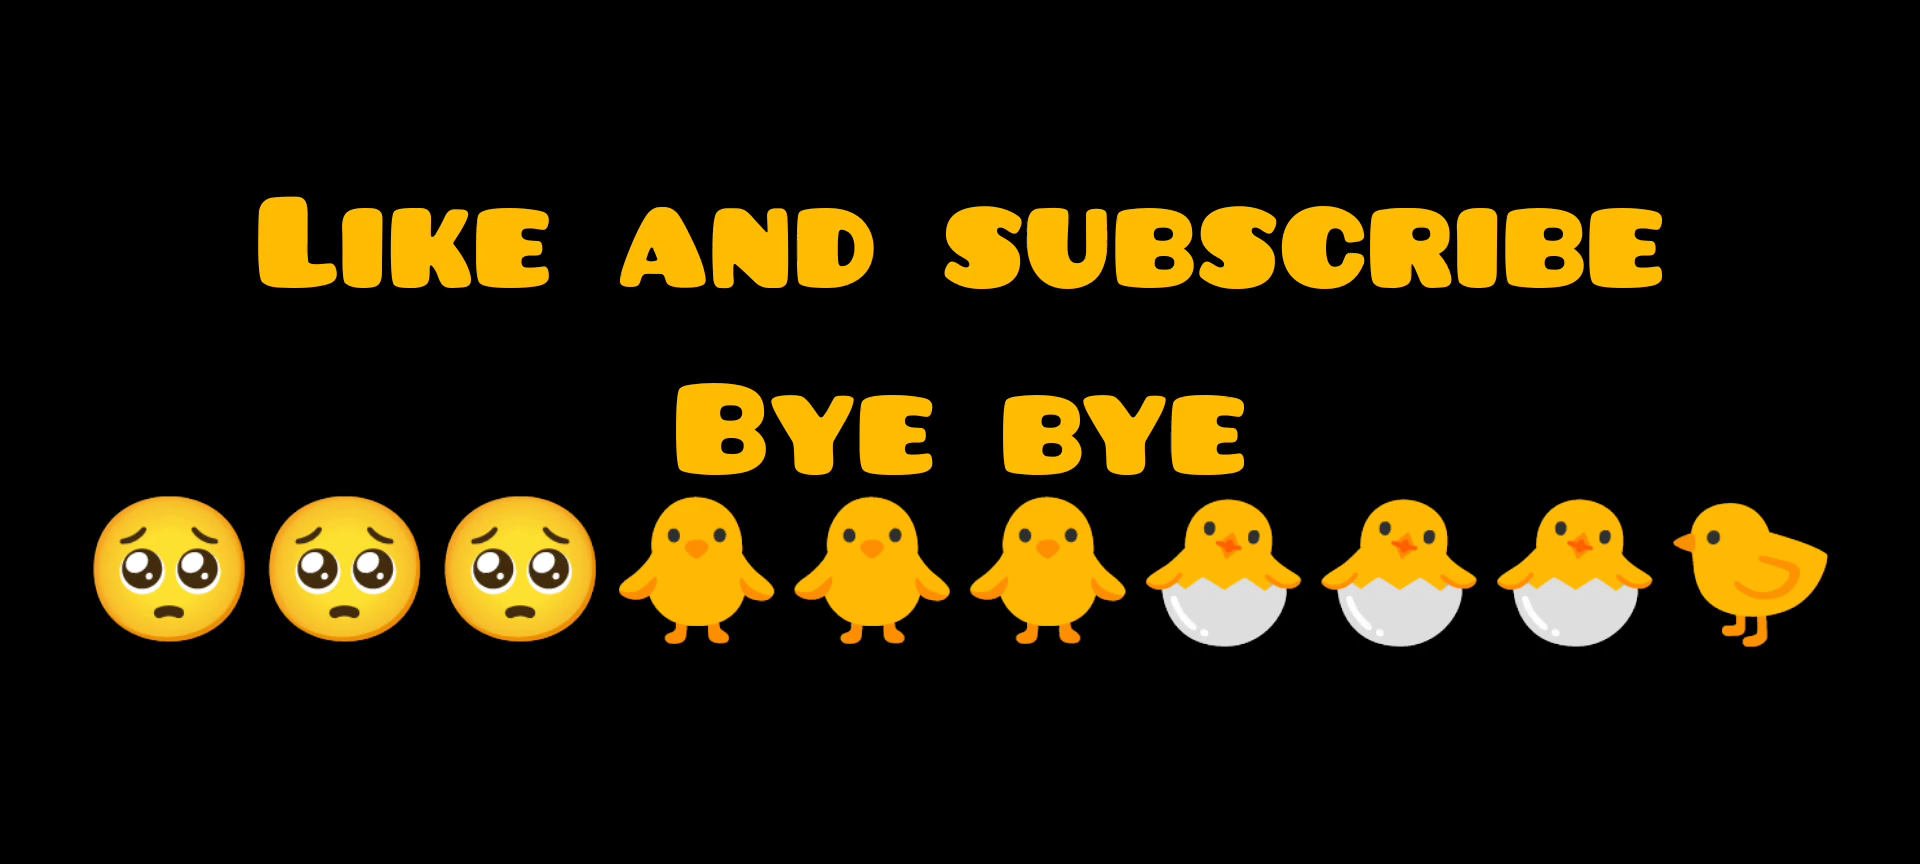 Like and subscribe
Bye bye
🥺🥺🥺🐥🐥🐥🐣🐣🐣🐤